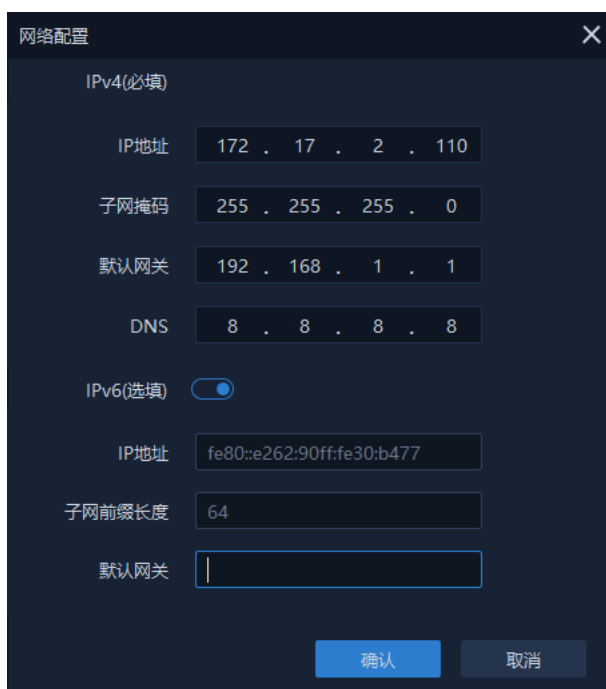 网络配置
IPv4(必填)
IP地址 172 . 17 . 2 . 110
子网掩码 255 . 255 . 255 . 0
默认网关 192 . 168 . 1 . 1
DNS 8 . 8 . 8 . 8
IPv6(选填)
IP地址 fe80::e262:90ff:fe30:b477
子网前缀长度 64
默认网关
确认 取消